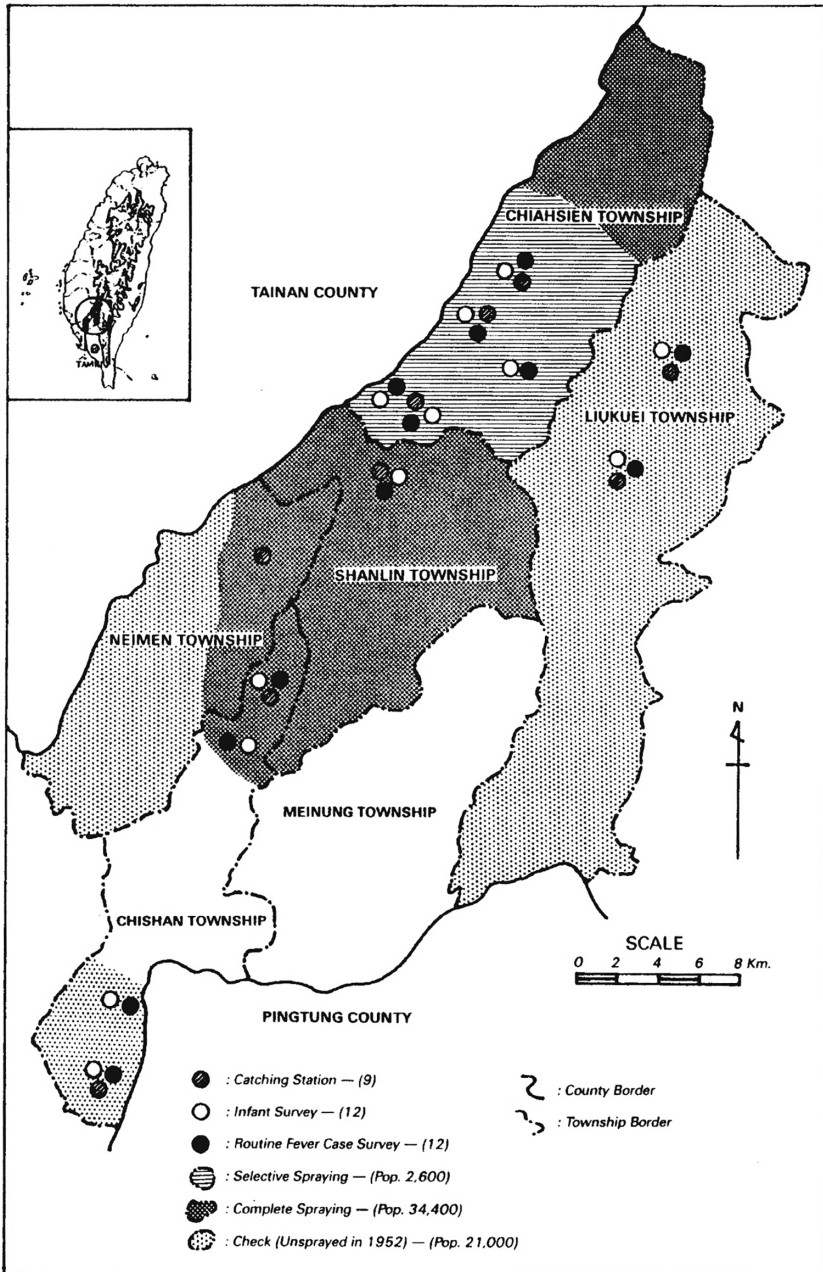 CHIAHSIEN TOWNSHIP
TAINAN COUNTY
LIUKUEI TOWNSHIP
SHANLIN TOWNSHIP
NEIMEN TOWNSHIP
N
MEINUNG TOWNSHIP
CHISHAN TOWNSHIP
SCALE
0 2 4 6 8 Km.
PINGTUNG COUNTY
: Catching Station — (9)
: Infant Survey — (12)
: Routine Fever Case Survey — (12)
: Selective Spraying — (Pop. 2,600)
: Complete Spraying — (Pop. 34,400)
: Check (Unsprayed in 1952) — (Pop. 21,000)
: County Border
: Township Border